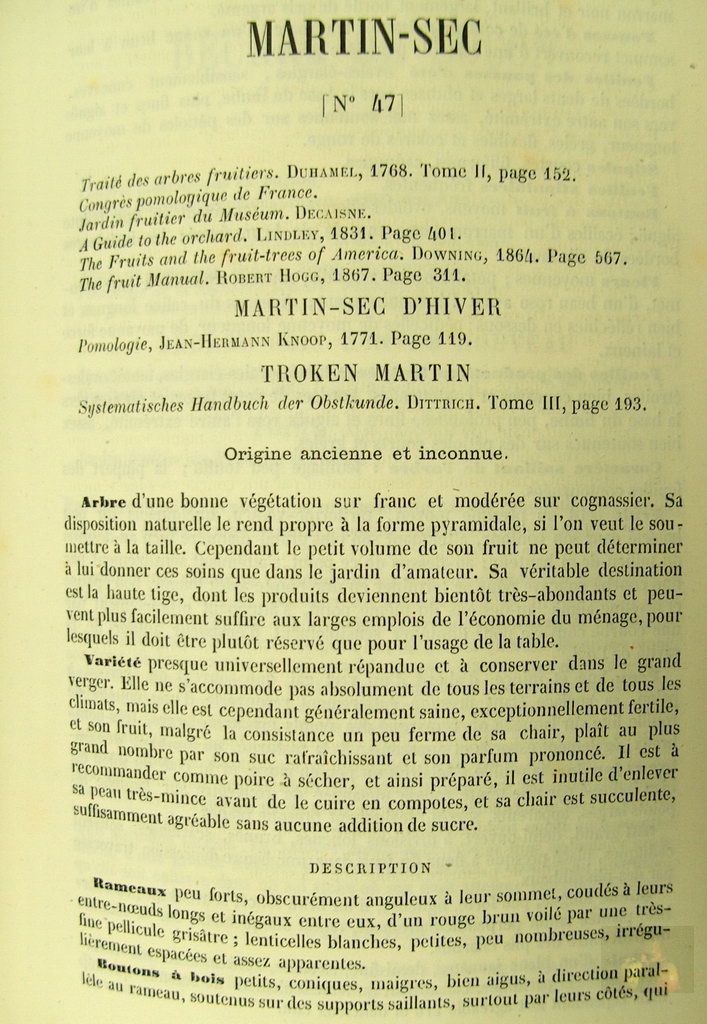 MARTIN-SEC
[Nº 47]
Traité des arbres fruitiers. DUHAMEL, 1768. Tome II, page 152.
Congrès pomologique de France.
Jardin fruitier du Muséum. DECAISNE.
A Guide to the orchard. LINDLEY, 1831. Page 401.
The Fruits and the fruit-trees of America. DOWNING, 1864. Page 567.
The fruit Manual. ROBERT HOGG, 1867. Page 311.
MARTIN-SEC D'HIVER
Pomologie, JEAN-HERMANN KNOOP, 1771. Page 119.
TROKEN MARTIN
Systematisches Handbuch der Obstkunde. DITTRICH. Tome III, page 193.
Origine ancienne et inconnue.
Arbre d'une bonne végétation sur franc et modérée sur cognassier. Sa
disposition naturelle le rend propre à la forme pyramidale, si l'on veut le sou-
mettre à la taille. Cependant le petit volume de son fruit ne peut déterminer
à lui donner ces soins que dans le jardin d'amateur. Sa véritable destination
est la haute tige, dont les produits deviennent bientôt très-abondants et peu-
vent plus facilement suffire aux larges emplois de l'économie du ménage, pour
lesquels il doit être plutôt réservé que pour l'usage de la table.
Variété presque universellement répandue et à conserver dans le grand
verger. Elle ne s'accommode pas absolument de tous les terrains et de tous les
climats, mais elle est cependant généralement saine, exceptionnellement fertile,
et son fruit, malgré la consistance un peu ferme de sa chair, plaît au plus
grand nombre par son suc rafraîchissant et son parfum prononcé. Il est à
recommander comme poire à sécher, et ainsi préparé, il est inutile d'enlever
sa peau très-mince avant de le cuire en compotes, et sa chair est succulente,
suffisamment agréable sans aucune addition de sucre.
DESCRIPTION
Rameaux peu forts, obscurément anguleux à leur sommet, coudés à leurs
entre-nœuds longs et inégaux entre eux, d'un rouge brun voilé par une très-
fine pellicule grisâtre ; lenticelles blanches, petites, peu nombreuses, irrégu-
lièrement espacées et assez apparentes.
Boutons à bois petits, coniques, maigres, bien aigus, à direction paral-
lèle au rameau, soutenus sur des supports saillants, surtout par leurs côtés, qui